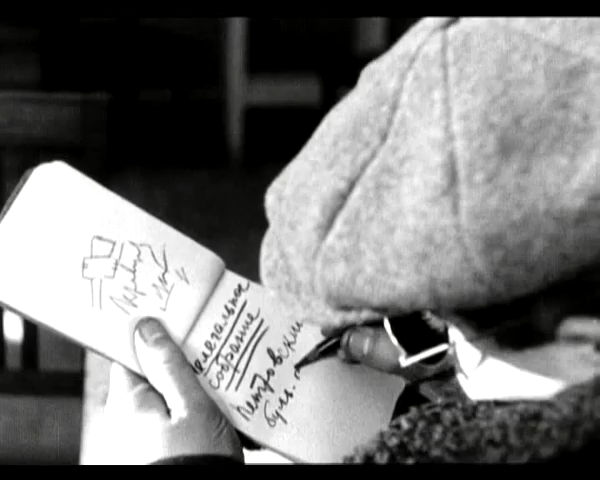 нелегальное
собрание
Петровский
бул.